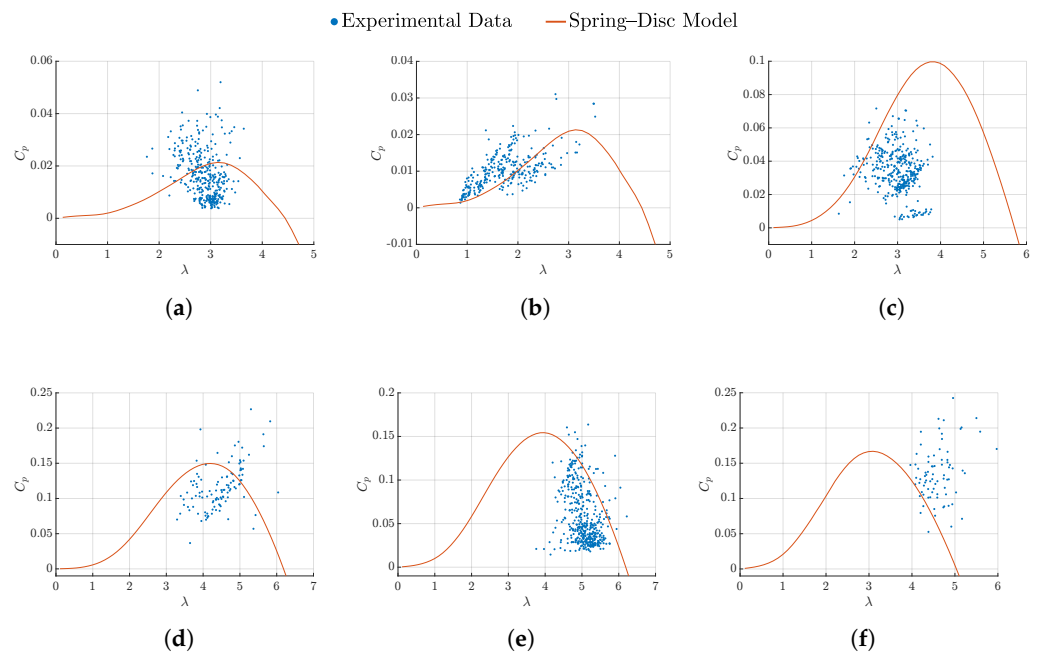 Experimental Data Spring–Disc Model
0.06 0.04 0.1
0.04 0.03 0.08
0.02 0.02 0.06
0 0.01 0.04
0 0.02
-0.01 0
C_p C_p C_p
0 1 2 3 4 5 0 1 2 3 4 5 0 1 2 3 4 5 6
λ λ λ
(a) (b) (c)
0.25 0.2 0.25
0.2 0.15 0.2
0.15 0.1 0.15
0.1 0.05 0.1
0.05 0 0.05
0 0
C_p C_p C_p
0 1 2 3 4 5 6 7 0 1 2 3 4 5 6 7 0 1 2 3 4 5 6
λ λ λ
(d) (e) (f)